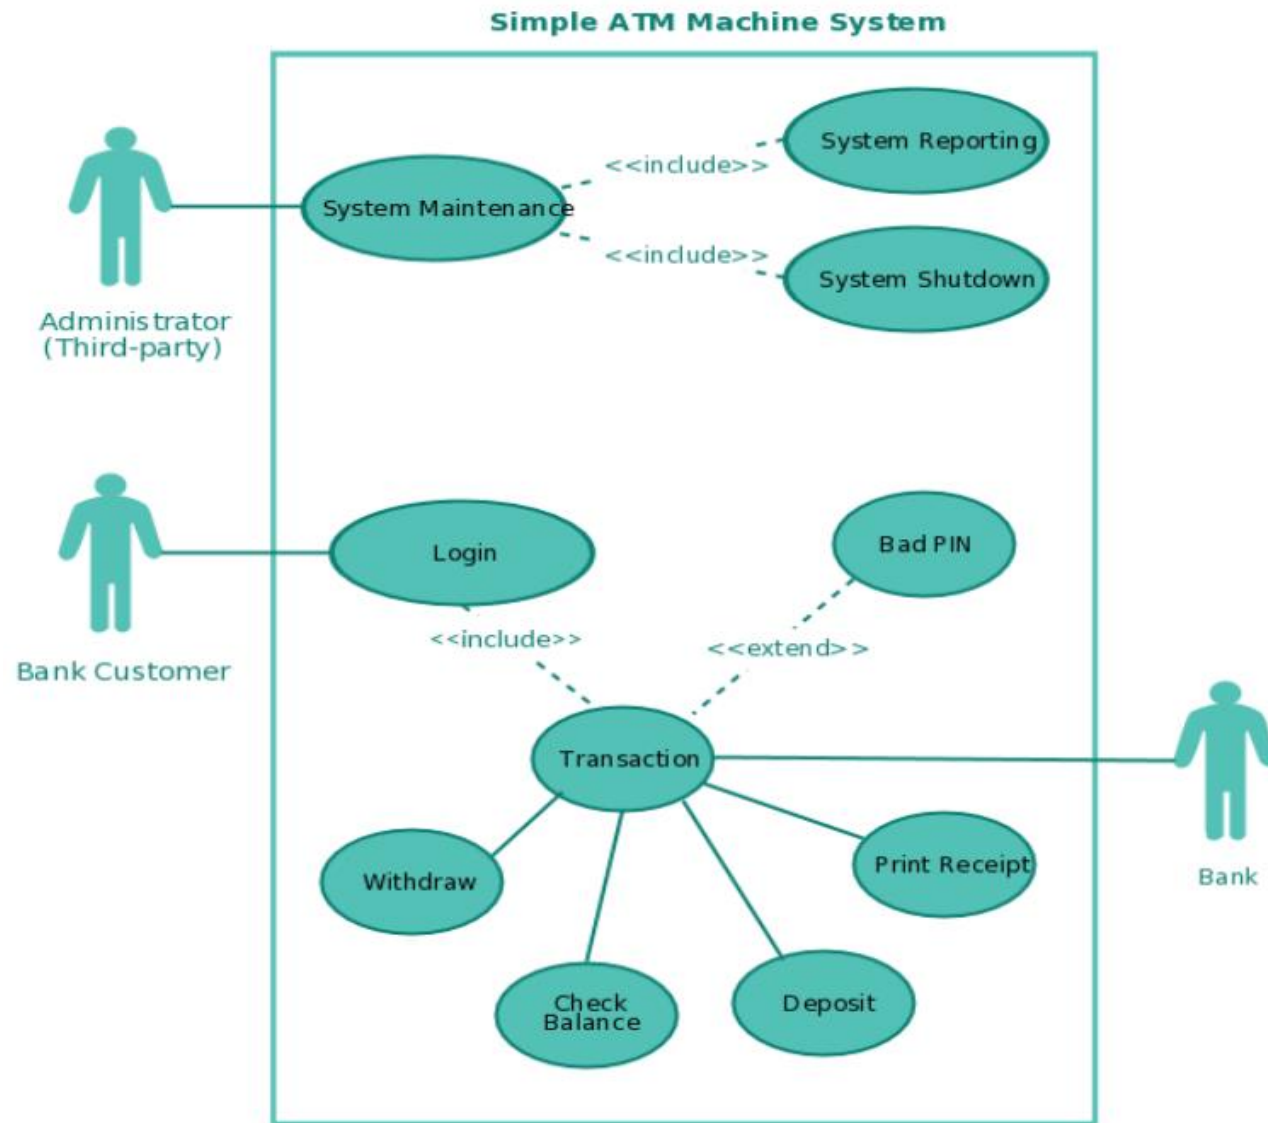 Simple ATM Machine System
System Reporting
<<include>>
System Maintenance
<<include>>
System Shutdown
Administrator
(Third-party)
Bad PIN
Login
<<include>>
<<extend>>
Bank Customer
Transaction
Print Receipt
Withdraw
Bank
Check
Balance
Deposit